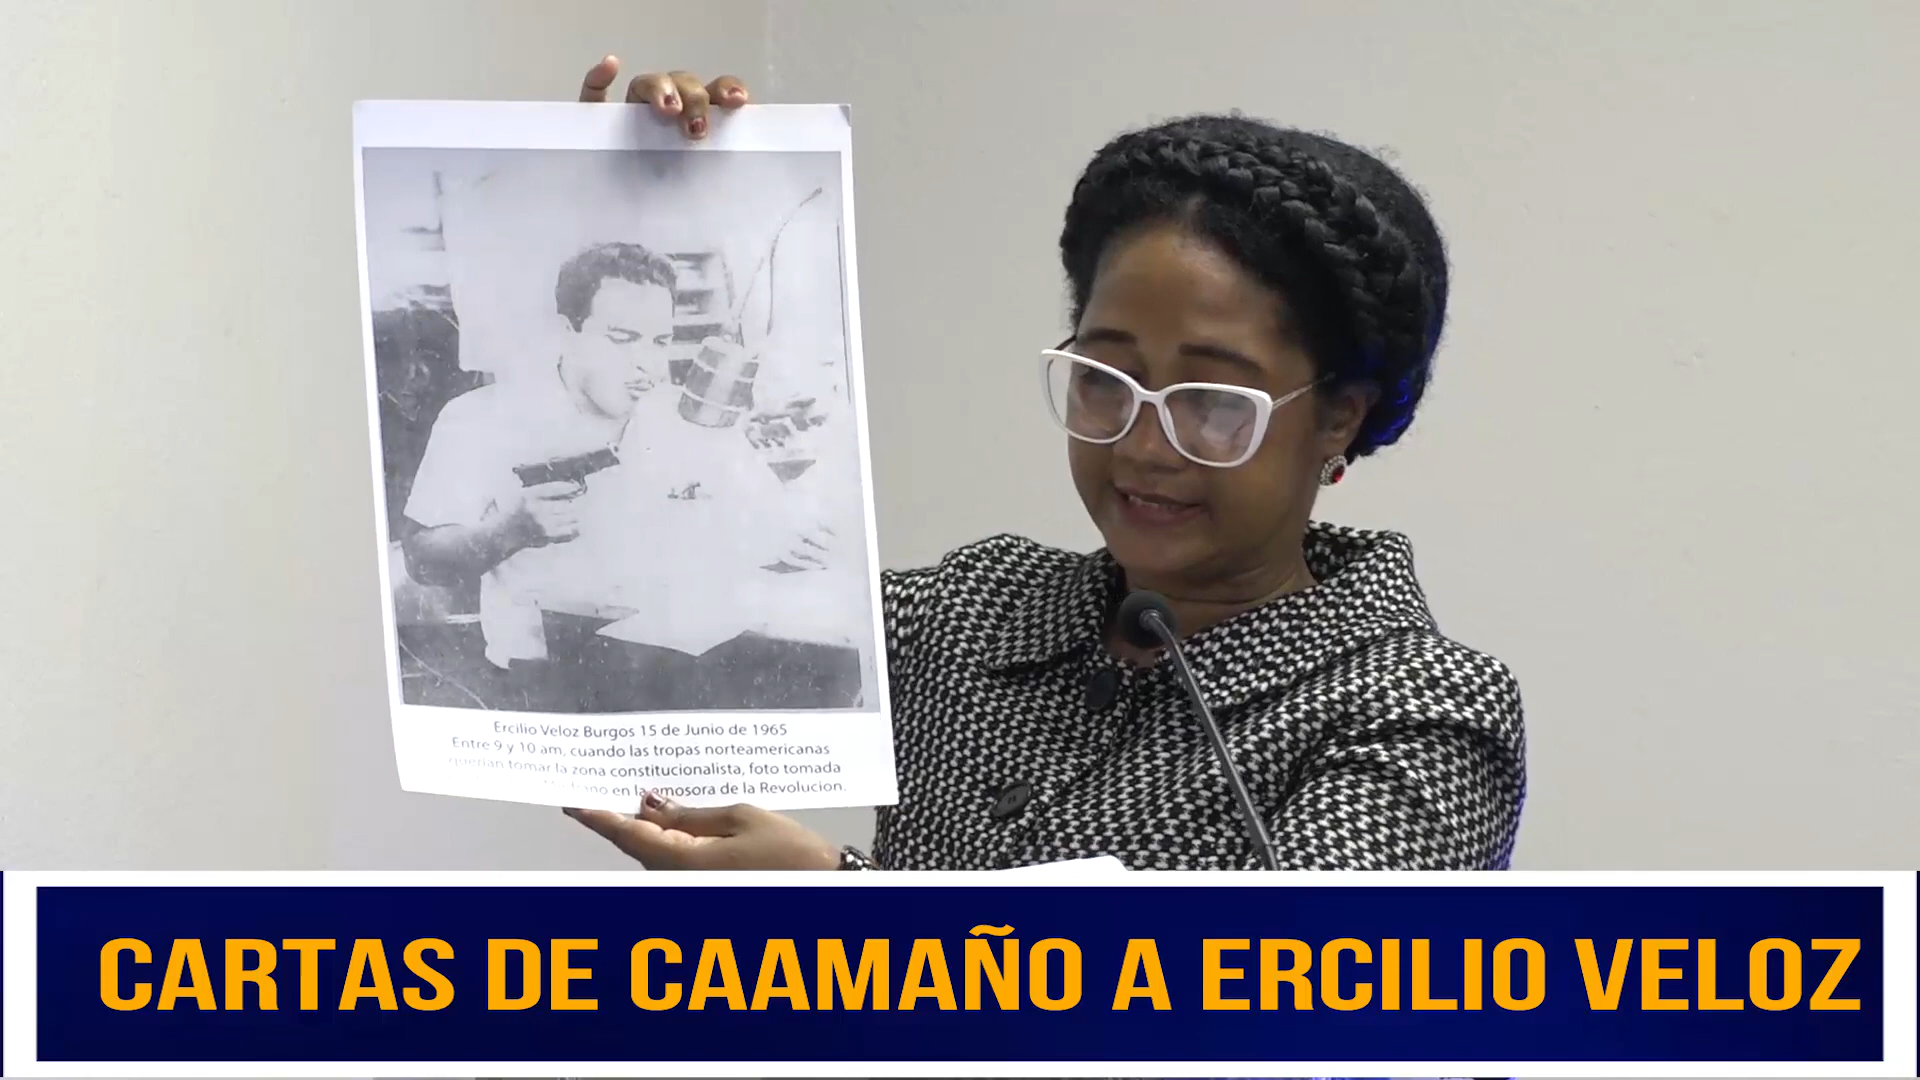 Ercilio Veloz Burgos 15 de Junio de 1965
Entre 9 y 10 am, cuando las tropas norteamericanas
querian tomar la zona constitucionalista, foto tomada
en la emosora de la Revolucion.
CARTAS DE CAAMAÑO A ERCILIO VELOZ